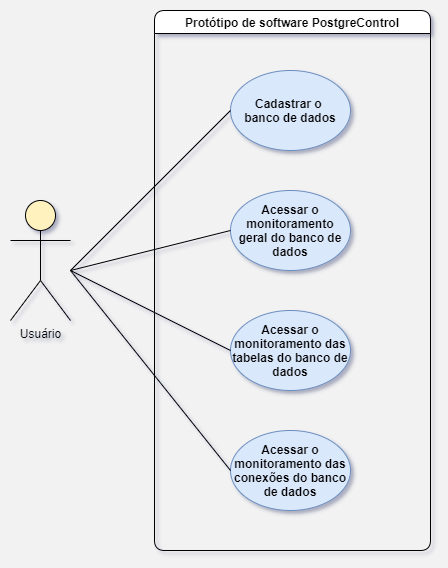 Protótipo de software PostgreControl
Cadastrar o
banco de dados
Acessar o
monitoramento
geral do banco de
dados
Usuário
Acessar o
monitoramento das
tabelas do banco de
dados
Acessar o
monitoramento das
conexões do banco
de dados